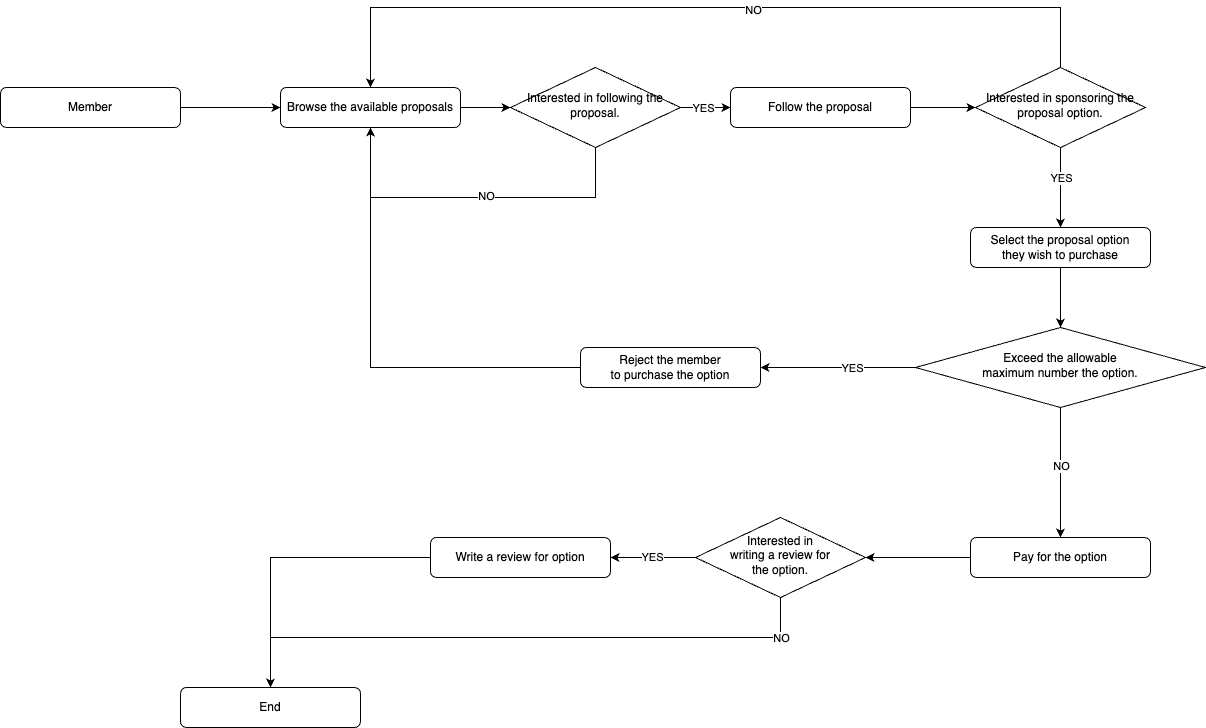 NO
Member
Browse the available proposals
Interested in following the
proposal.
YES
Follow the proposal
Interested in sponsoring the
proposal option.
YES
NO
Select the proposal option
they wish to purchase
Reject the member
to purchase the option
YES
Exceed the allowable
maximum number the option.
NO
Write a review for option
YES
Interested in
writing a review for
the option.
Pay for the option
NO
End